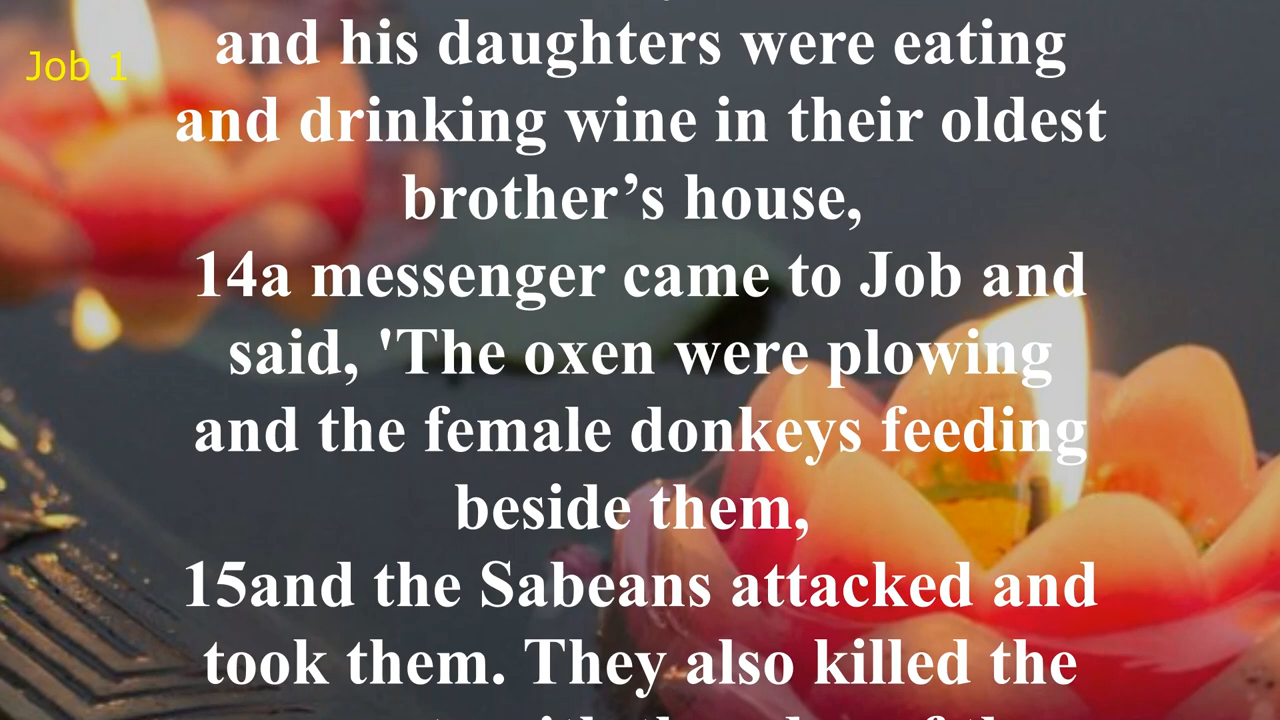 Job 1
and his daughters were eating
and drinking wine in their oldest
brother’s house,
14a messenger came to Job and
said, 'The oxen were plowing
and the female donkeys feeding
beside them,
15and the Sabeans attacked and
took them. They also killed the